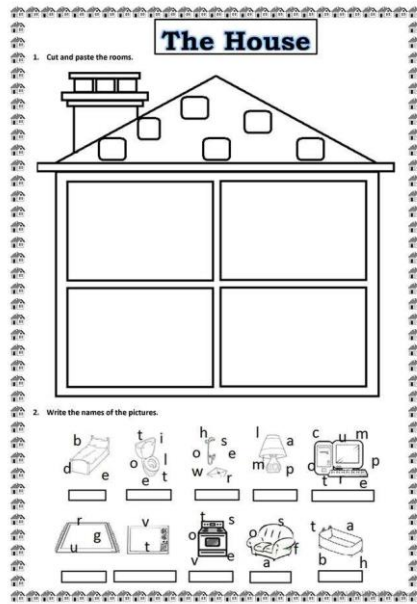 The House
1. Cut and paste the rooms.
2. Write the names of the pictures.
b d e
t i o l e t
h s o e w r
l a m p
c u m o p t r e
r g u
v t
t s o v e
s o f a
t a b h